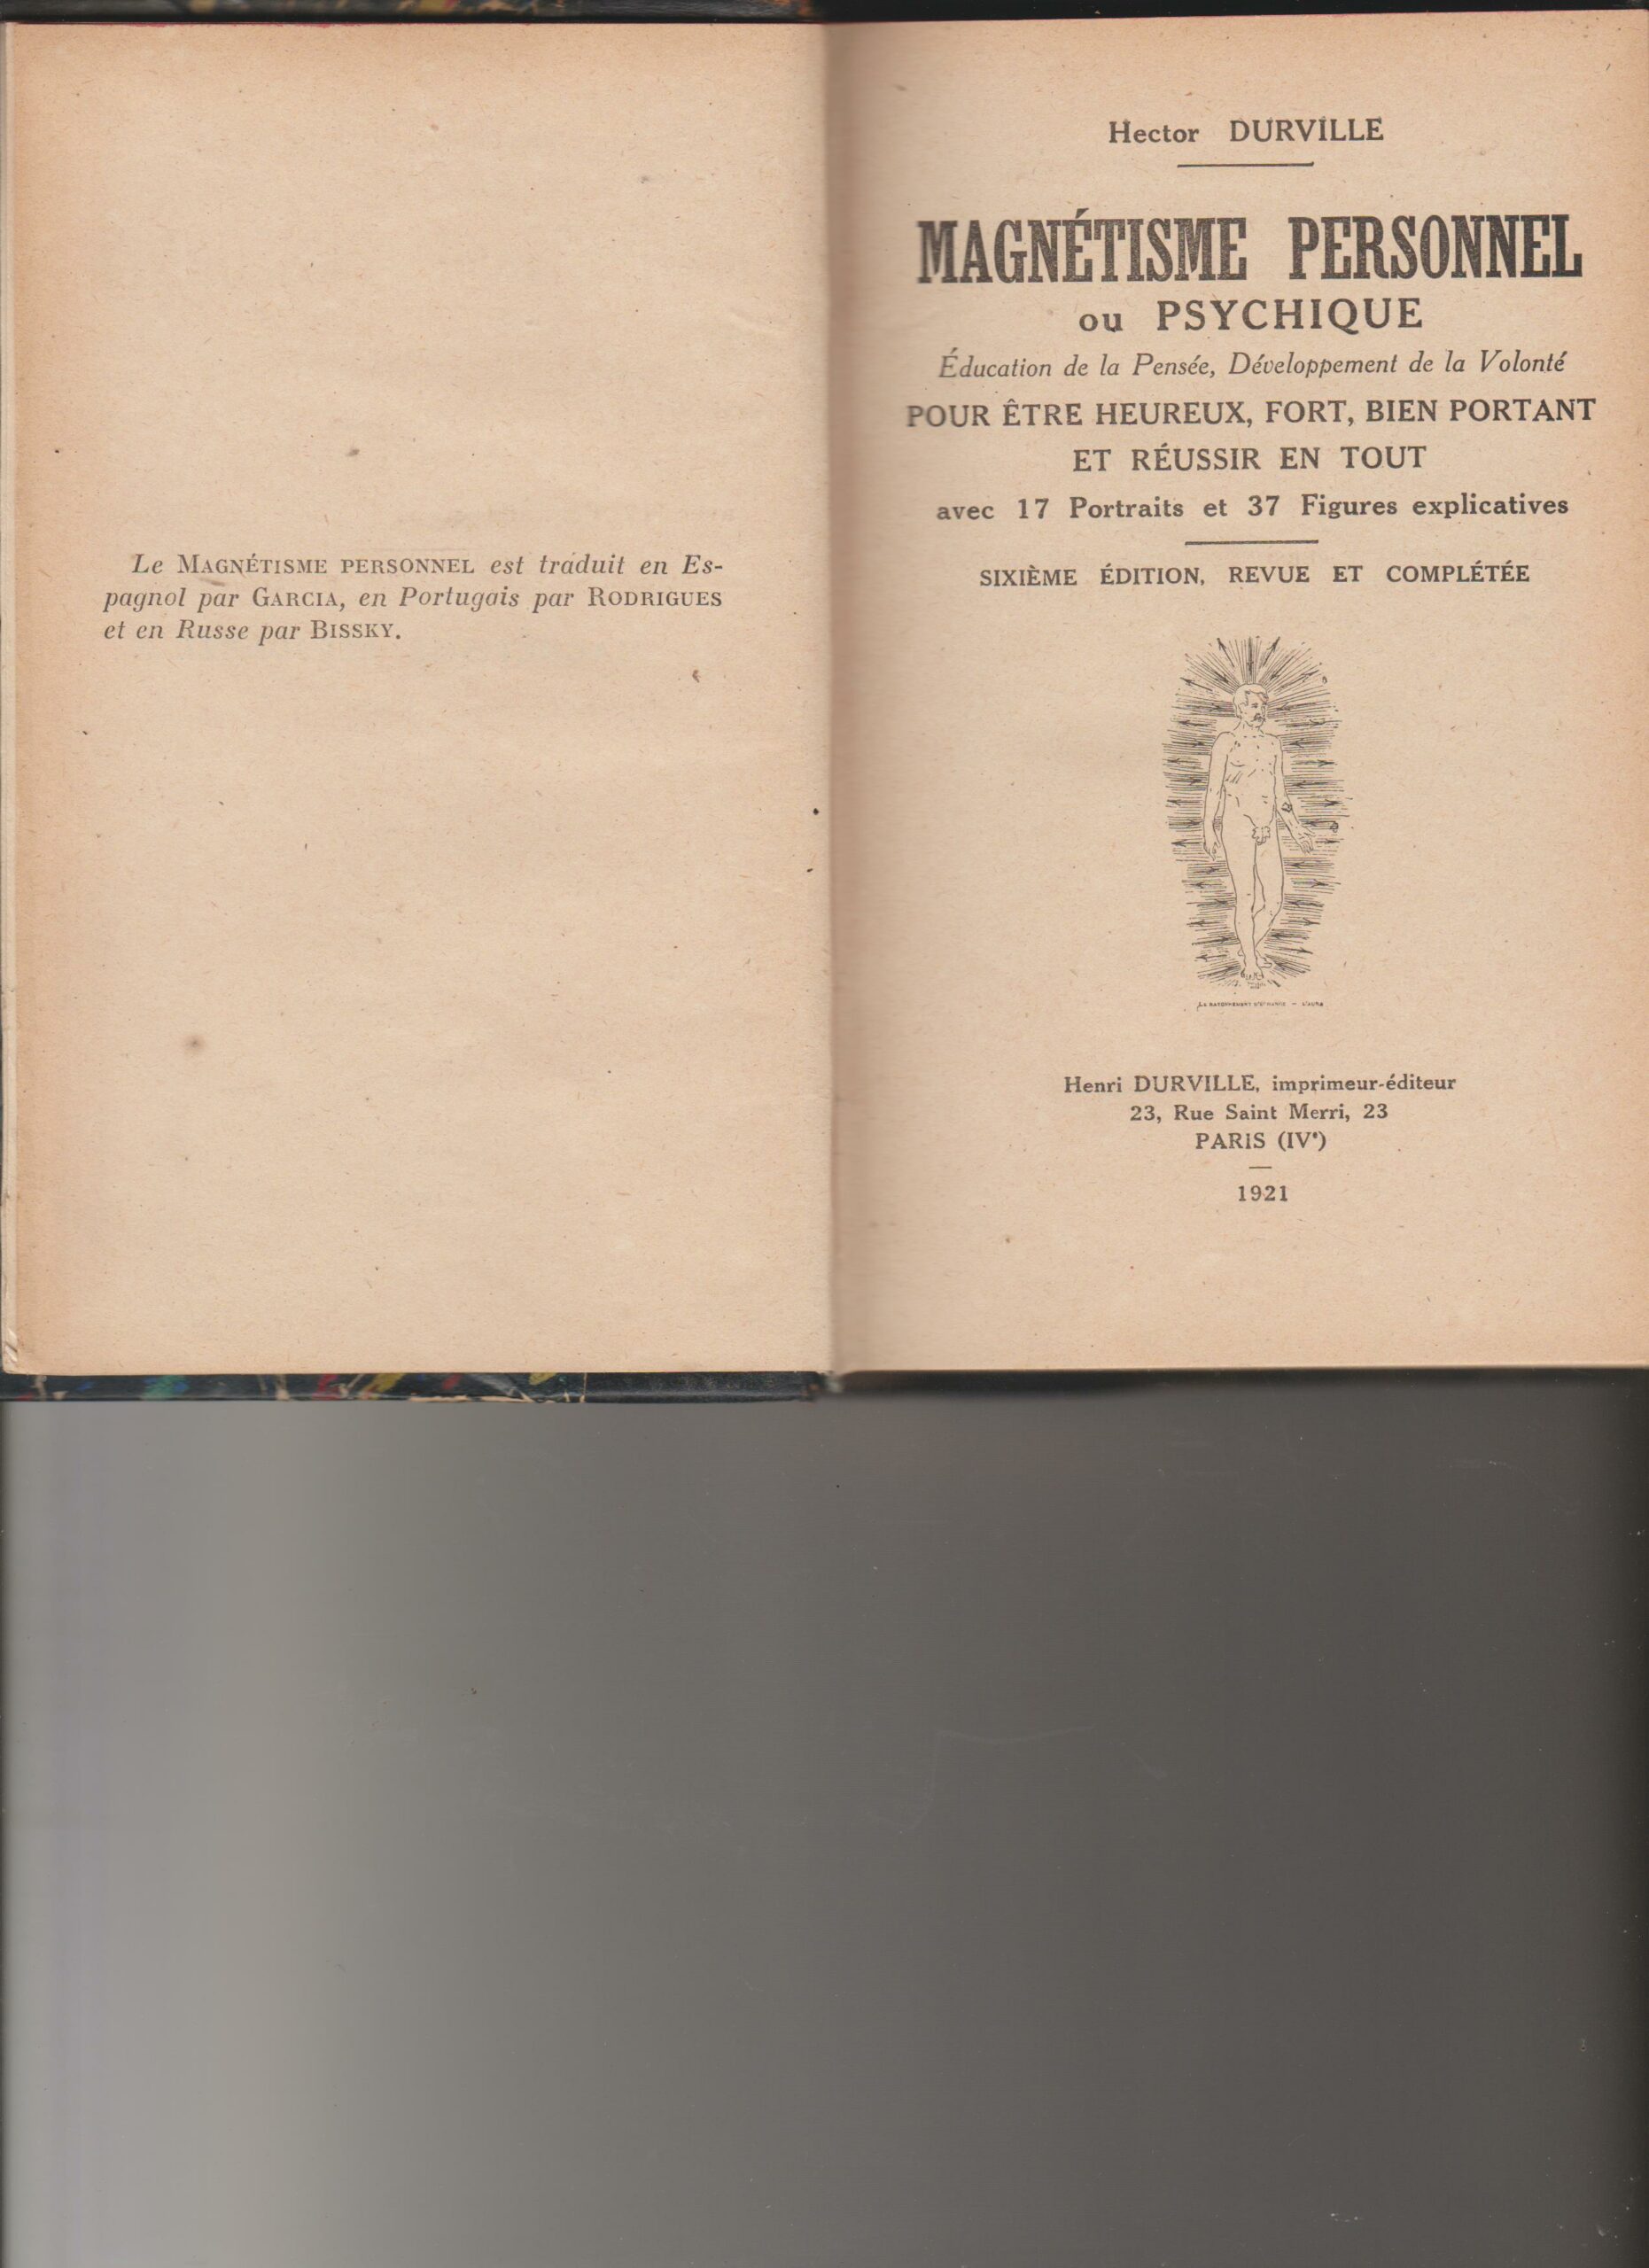 Le MAGNÉTISME PERSONNEL est traduit en Es-
pagnol par GARCIA, en Portugais par RODRIGUES
et en Russe par BISSKY.
Hector DURVILLE
MAGNÉTISME PERSONNEL
ou PSYCHIQUE
Éducation de la Pensée, Développement de la Volonté
POUR ÊTRE HEUREUX, FORT, BIEN PORTANT
ET RÉUSSIR EN TOUT
avec 17 Portraits et 37 Figures explicatives
SIXIÈME ÉDITION, REVUE ET COMPLÉTÉE
Henri DURVILLE, imprimeur-éditeur
23, Rue Saint Merri, 23
PARIS (IVe)
1921